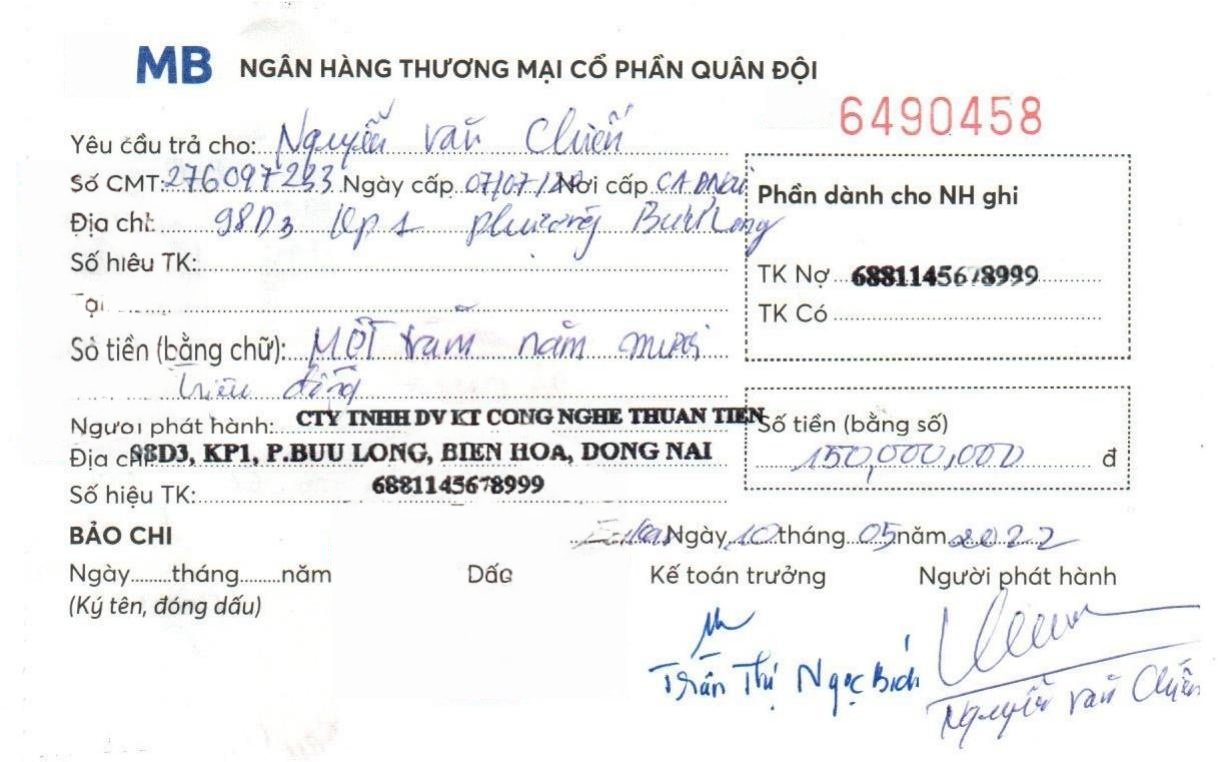 MB NGÂN HÀNG THƯƠNG MẠI CỔ PHẦN QUÂN ĐỘI
6490458
Yêu cầu trả cho: Nguyễn Văn Chiến
Số CMT: 276097233 Ngày cấp 07/07/ Nơi cấp CA ĐNai
Phần dành cho NH ghi
Địa chỉ: 98D3 Kp 1 phường Bửu Long
Số hiệu TK:
TK Nợ 6881145678999
Tại
TK Có
Số tiền (bằng chữ): Một trăm năm mươi
triệu đồng
Người phát hành: CTY TNHH DV KT CONG NGHE THUAN TIEN
Số tiền (bằng số)
Địa chỉ 98D3, KP1, P.BUU LONG, BIEN HOA, DONG NAI
150,000,000 đ
Số hiệu TK: 6881145678999
BẢO CHI
Ngày 10 tháng 05 năm 2022
Ngày tháng năm
Dấu
Kế toán trưởng
Người phát hành
(Ký tên, đóng dấu)
Trần Thị Ngọc Bích
Nguyễn Văn Chiến